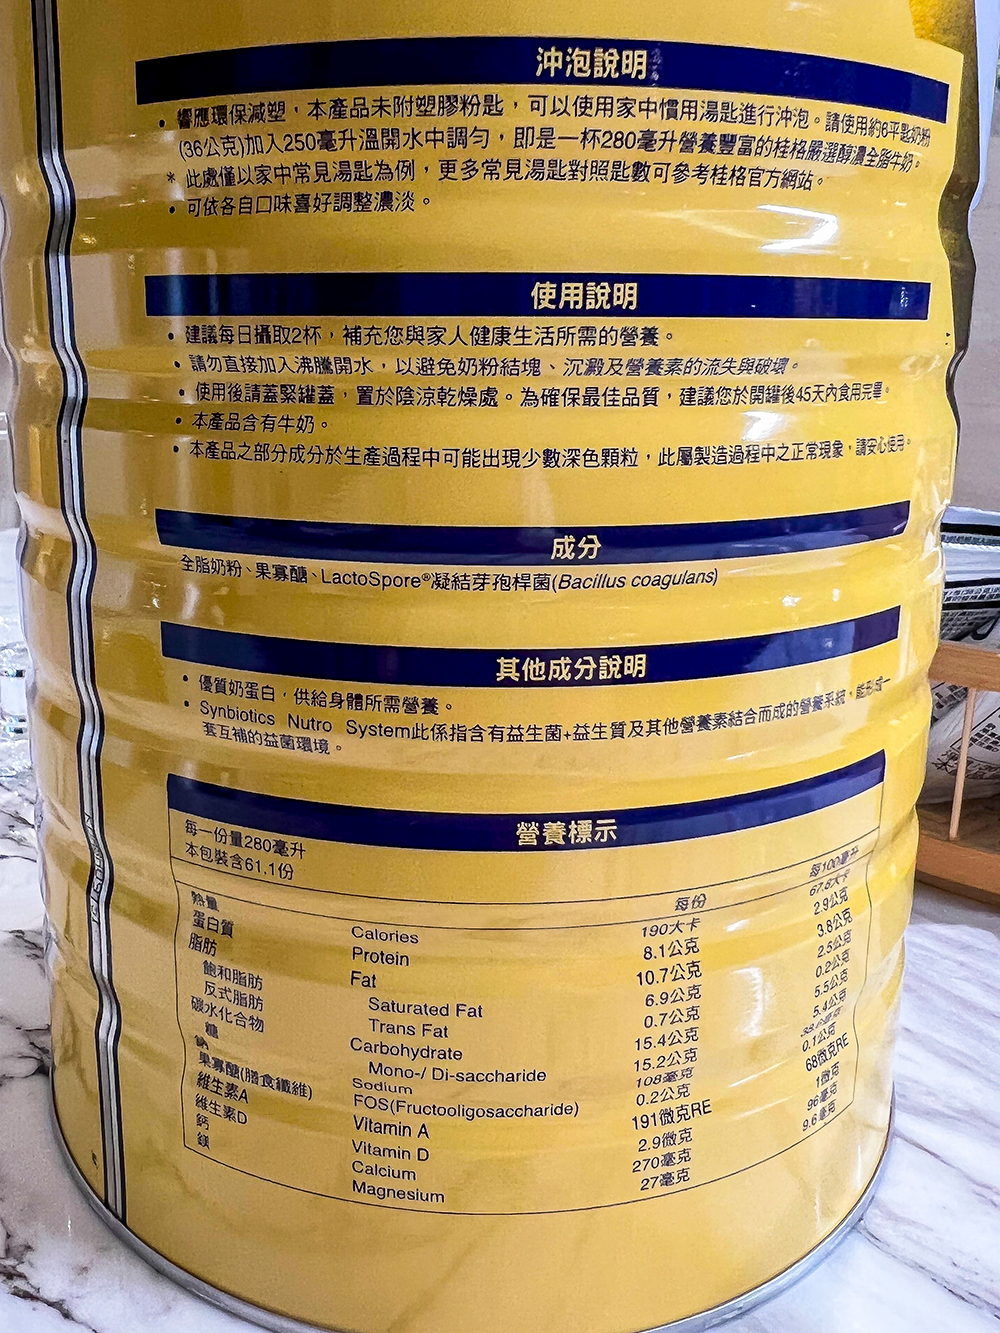 沖泡說明
• 響應環保減塑，本產品未附塑膠粉匙，可以使用家中慣用湯匙進行沖泡。請使用約6平匙奶粉
(36公克)加入250毫升溫開水中調勻，即是一杯280毫升營養豐富的桂格嚴選醇濃全脂牛奶。
* 此處僅以家中常見湯匙為例，更多常見湯匙對照匙數可參考桂格官方網站。
• 可依各自口味喜好調整濃淡。
使用說明
• 建議每日攝取2杯，補充您與家人健康生活所需的營養。
• 請勿直接加入沸騰開水，以避免奶粉結塊、沉澱及營養素的流失與破壞。
• 使用後請蓋緊罐蓋，置於陰涼乾燥處。為確保最佳品質，建議您於開罐後45天內食用完畢。
• 本產品含有牛奶。
• 本產品之部分成分於生產過程中可能出現少數深色顆粒，此屬製造過程中之正常現象，請安心使用。
成分
全脂奶粉、果寡醣、LactoSpore®凝結芽孢桿菌(Bacillus coagulans)
其他成分說明
• 優質奶蛋白，供給身體所需營養。
• Synbiotics Nutro System此係指含有益生菌+益生質及其他營養素結合而成的營養系統，能形成一
套互補的益菌環境。
營養標示
每一份量280毫升
本包裝含61.1份
每份 每100毫升
熱量 Calories 190大卡 67.8大卡
蛋白質 Protein 8.1公克 2.9公克
脂肪 Fat 10.7公克 3.8公克
飽和脂肪 Saturated Fat 6.9公克 2.5公克
反式脂肪 Trans Fat 0.7公克 0.2公克
碳水化合物 Carbohydrate 15.4公克 5.5公克
糖 Mono-/ Di-saccharide 15.2公克 5.4公克
鈉 Sodium 108毫克
果寡醣(膳食纖維) FOS(Fructooligosaccharide) 0.2公克 0.1公克
維生素A Vitamin A 191微克RE 68微克RE
維生素D Vitamin D 2.9微克 1微克
鈣 Calcium 270毫克 96毫克
鎂 Magnesium 27毫克 9.6毫克